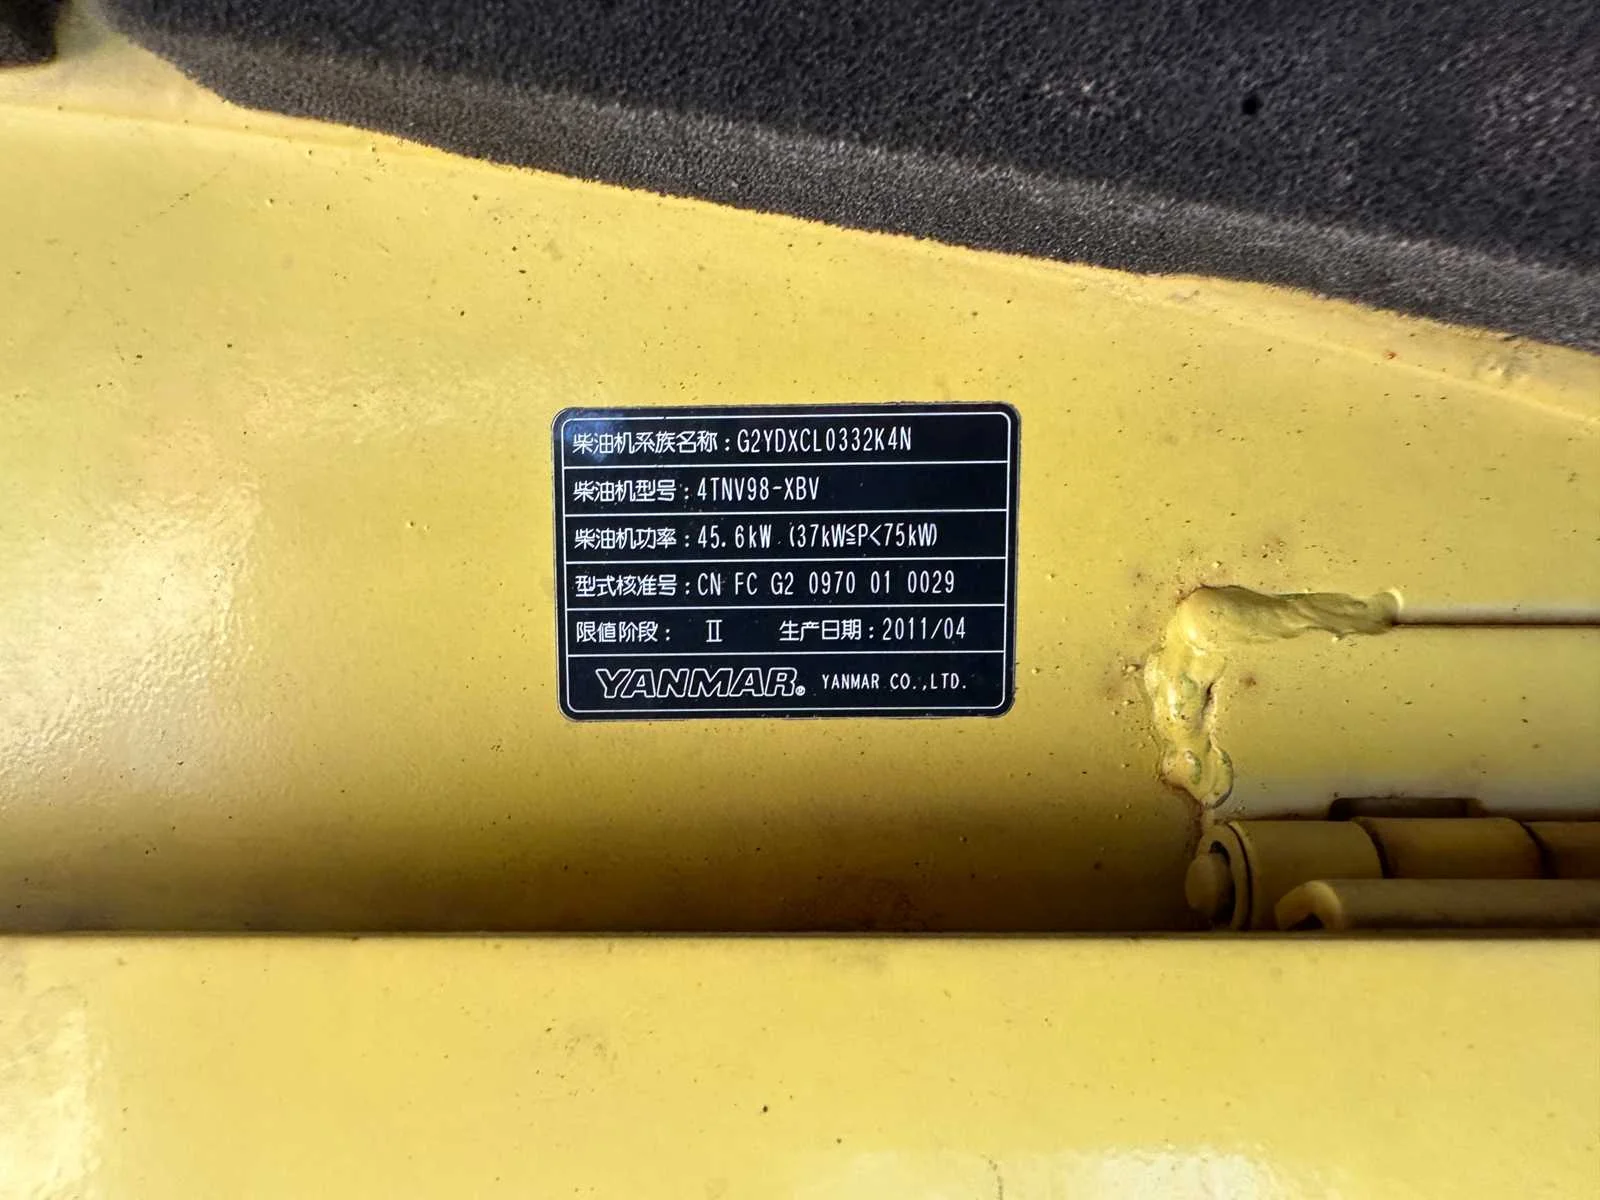 柴油机系族名称：G2YDXCL0332K4N
柴油机型号：4TNV98-XBV
柴油机功率：45.6kW (37kW≦P<75kW)
型式核准号：CN FC G2 0970 01 0029
限值阶段： Ⅱ 生产日期：2011/04
YANMAR® YANMAR CO.,LTD.